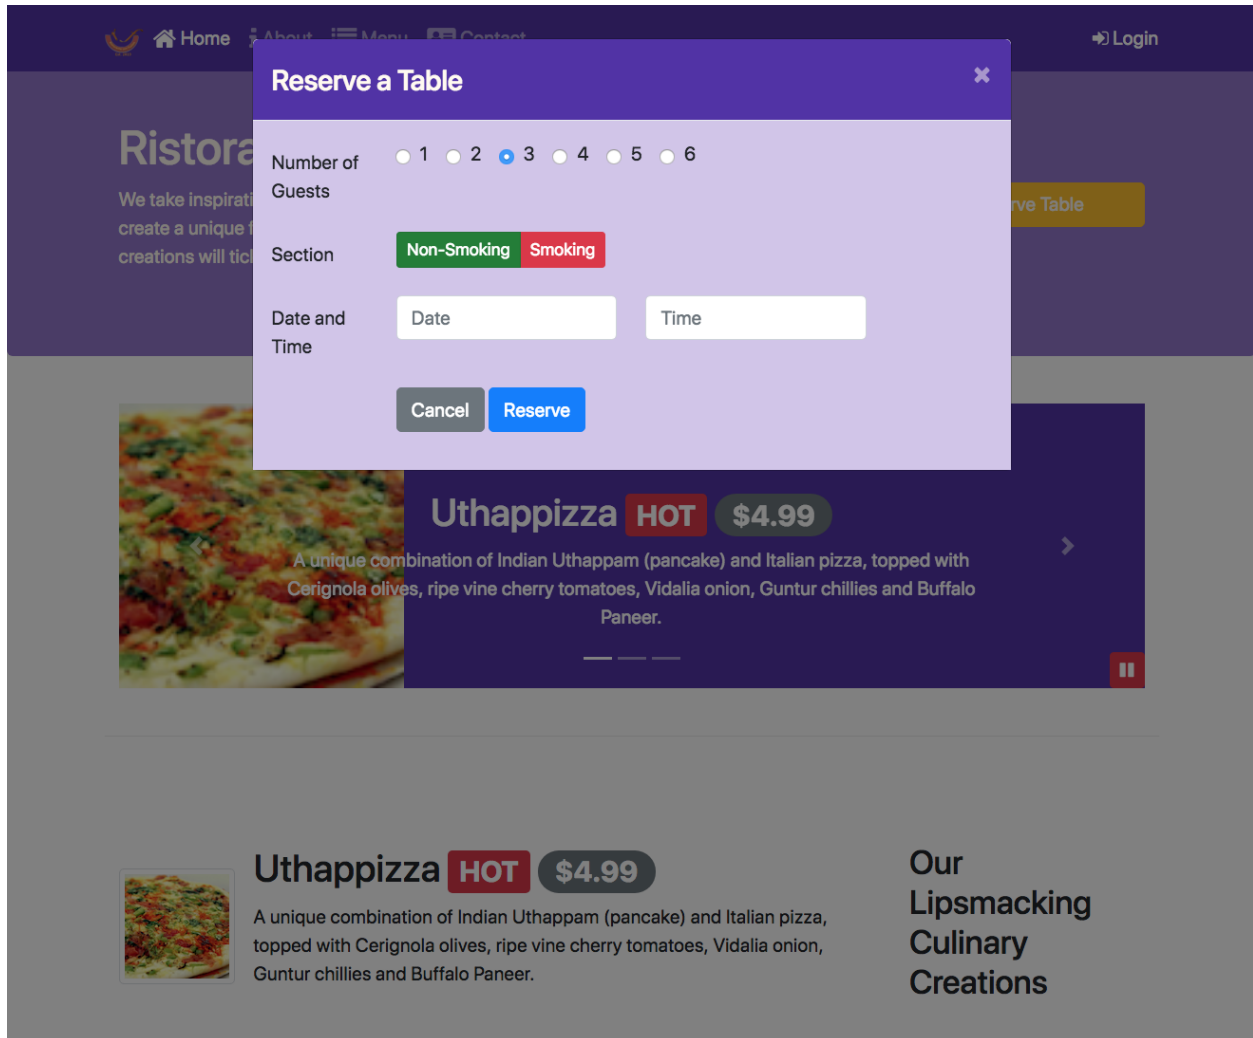 Home About Menu Contact Login
Reserve a Table
×
Number of
Guests
1 2 3 4 5 6
Section
Non-Smoking Smoking
Date and
Time
Date
Time
Cancel Reserve
We take
create a unique
creations will
Table
Uthappizza HOT $4.99
A unique combination of Indian Uthappam (pancake) and Italian pizza, topped with
Cerignola olives, ripe vine cherry tomatoes, Vidalia onion, Guntur chillies and Buffalo
Paneer.
Uthappizza HOT $4.99
A unique combination of Indian Uthappam (pancake) and Italian pizza,
topped with Cerignola olives, ripe vine cherry tomatoes, Vidalia onion,
Guntur chillies and Buffalo Paneer.
Our
Lipsmacking
Culinary
Creations